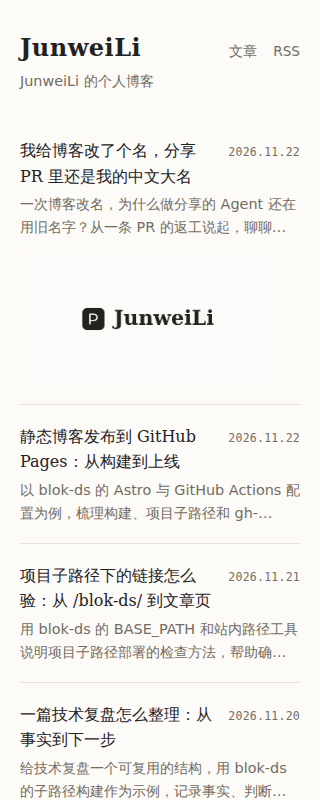 JunweiLi
文章 RSS
JunweiLi 的个人博客
我给博客改了个名，分享 2026.11.22
PR 里还是我的中文大名
一次博客改名，为什么做分享的 Agent 还在
用旧名字？从一条 PR 的返工说起，聊聊…
P JunweiLi
静态博客发布到 GitHub 2026.11.22
Pages：从构建到上线
以 blok-ds 的 Astro 与 GitHub Actions 配
置为例，梳理构建、项目子路径和 gh-…
项目子路径下的链接怎么 2026.11.21
验：从 /blok-ds/ 到文章页
用 blok-ds 的 BASE_PATH 和站内路径工具
说明项目子路径部署的检查方法，帮助确…
一篇技术复盘怎么整理：从 2026.11.20
事实到下一步
给技术复盘一个可复用的结构，用 blok-ds
的子路径构建作为示例，记录事实、判断…